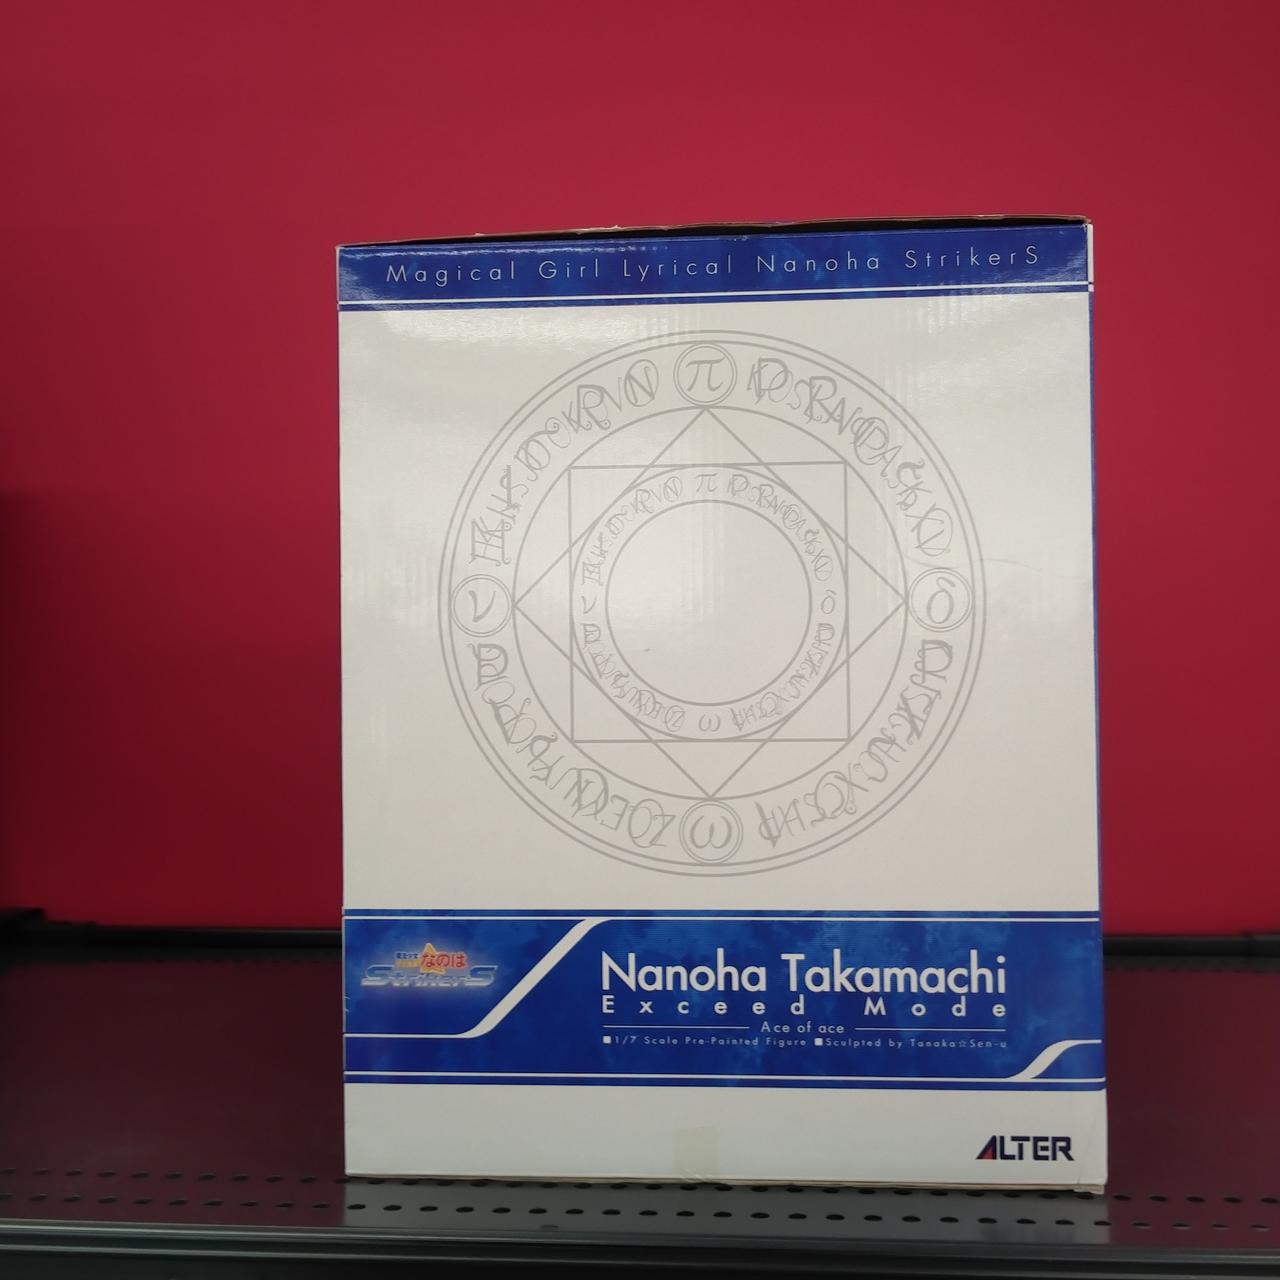 Magical Girl Lyrical Nanoha StrikerS
π
δ
ν
ω
なのは
StrikerS
Nanoha Takamachi
Exceed Mode
Ace of ace
■1/7 Scale Pre-Painted Figure ■Sculpted by Tanaka☆Sen-u
ALTER